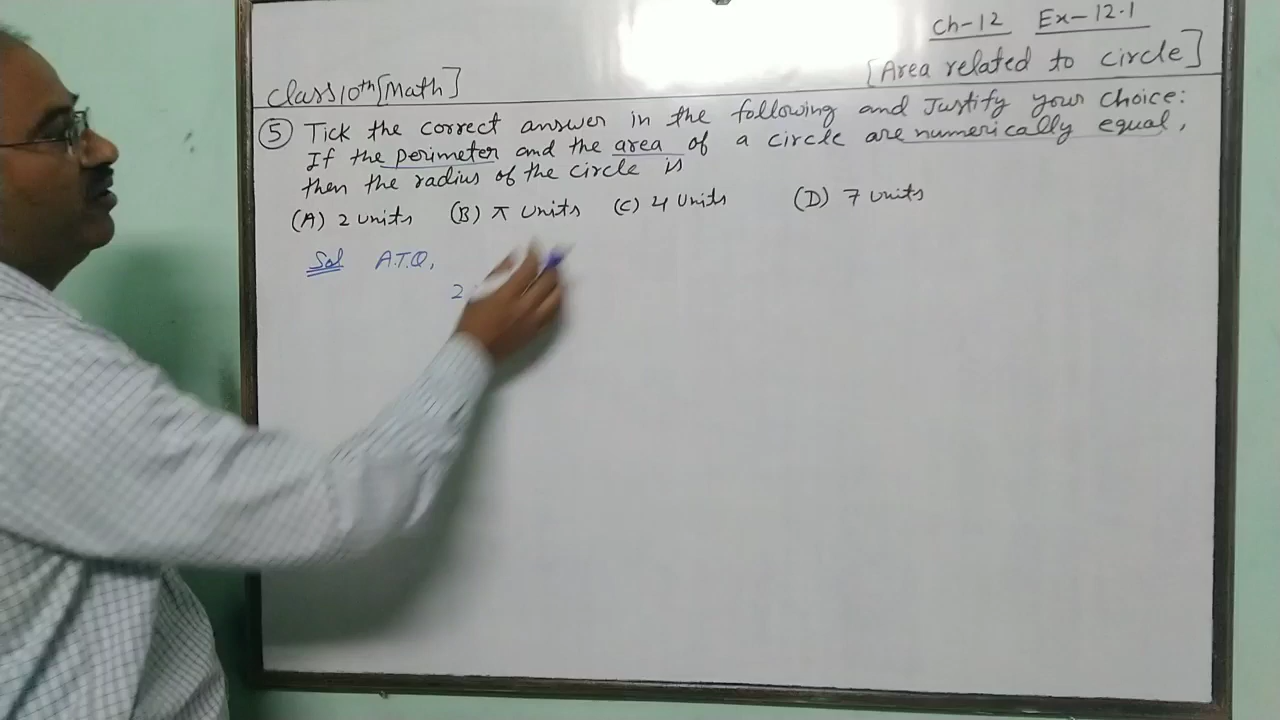 Ch-12 Ex-12.1
[Area related to circle]
Class 10th [Math]
(5) Tick the correct answer in the following and Justify your choice:
If the perimeter and the area of a circle are numerically equal,
then the radius of the circle is
(A) 2 units (B) π units (C) 4 units (D) 7 units
Sol A.T.Q,
2